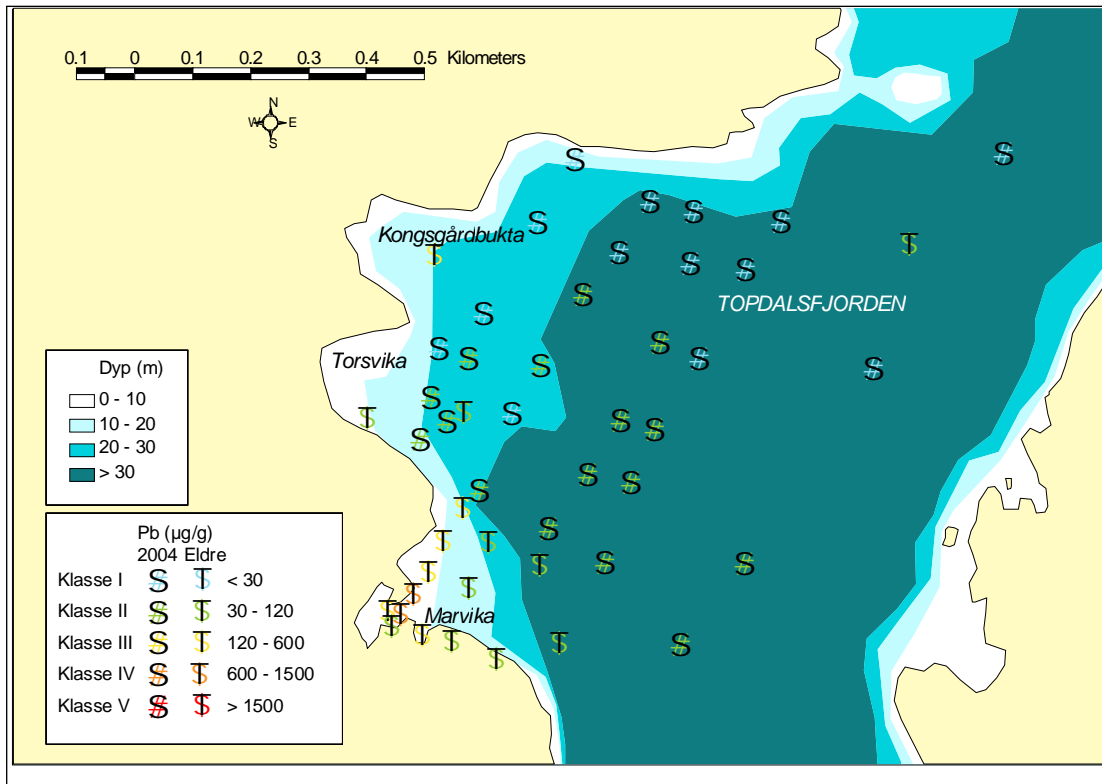 0.1 0 0.1 0.2 0.3 0.4 0.5 Kilometers
N
W E
S
Kongsgårdbukta
TOPDALSFJORDEN
Torsvika
Dyp (m)
0 - 10
10 - 20
20 - 30
> 30
Marvika
Pb (µg/g)
2004 Eldre
Klasse I < 30
Klasse II 30 - 120
Klasse III 120 - 600
Klasse IV 600 - 1500
Klasse V > 1500